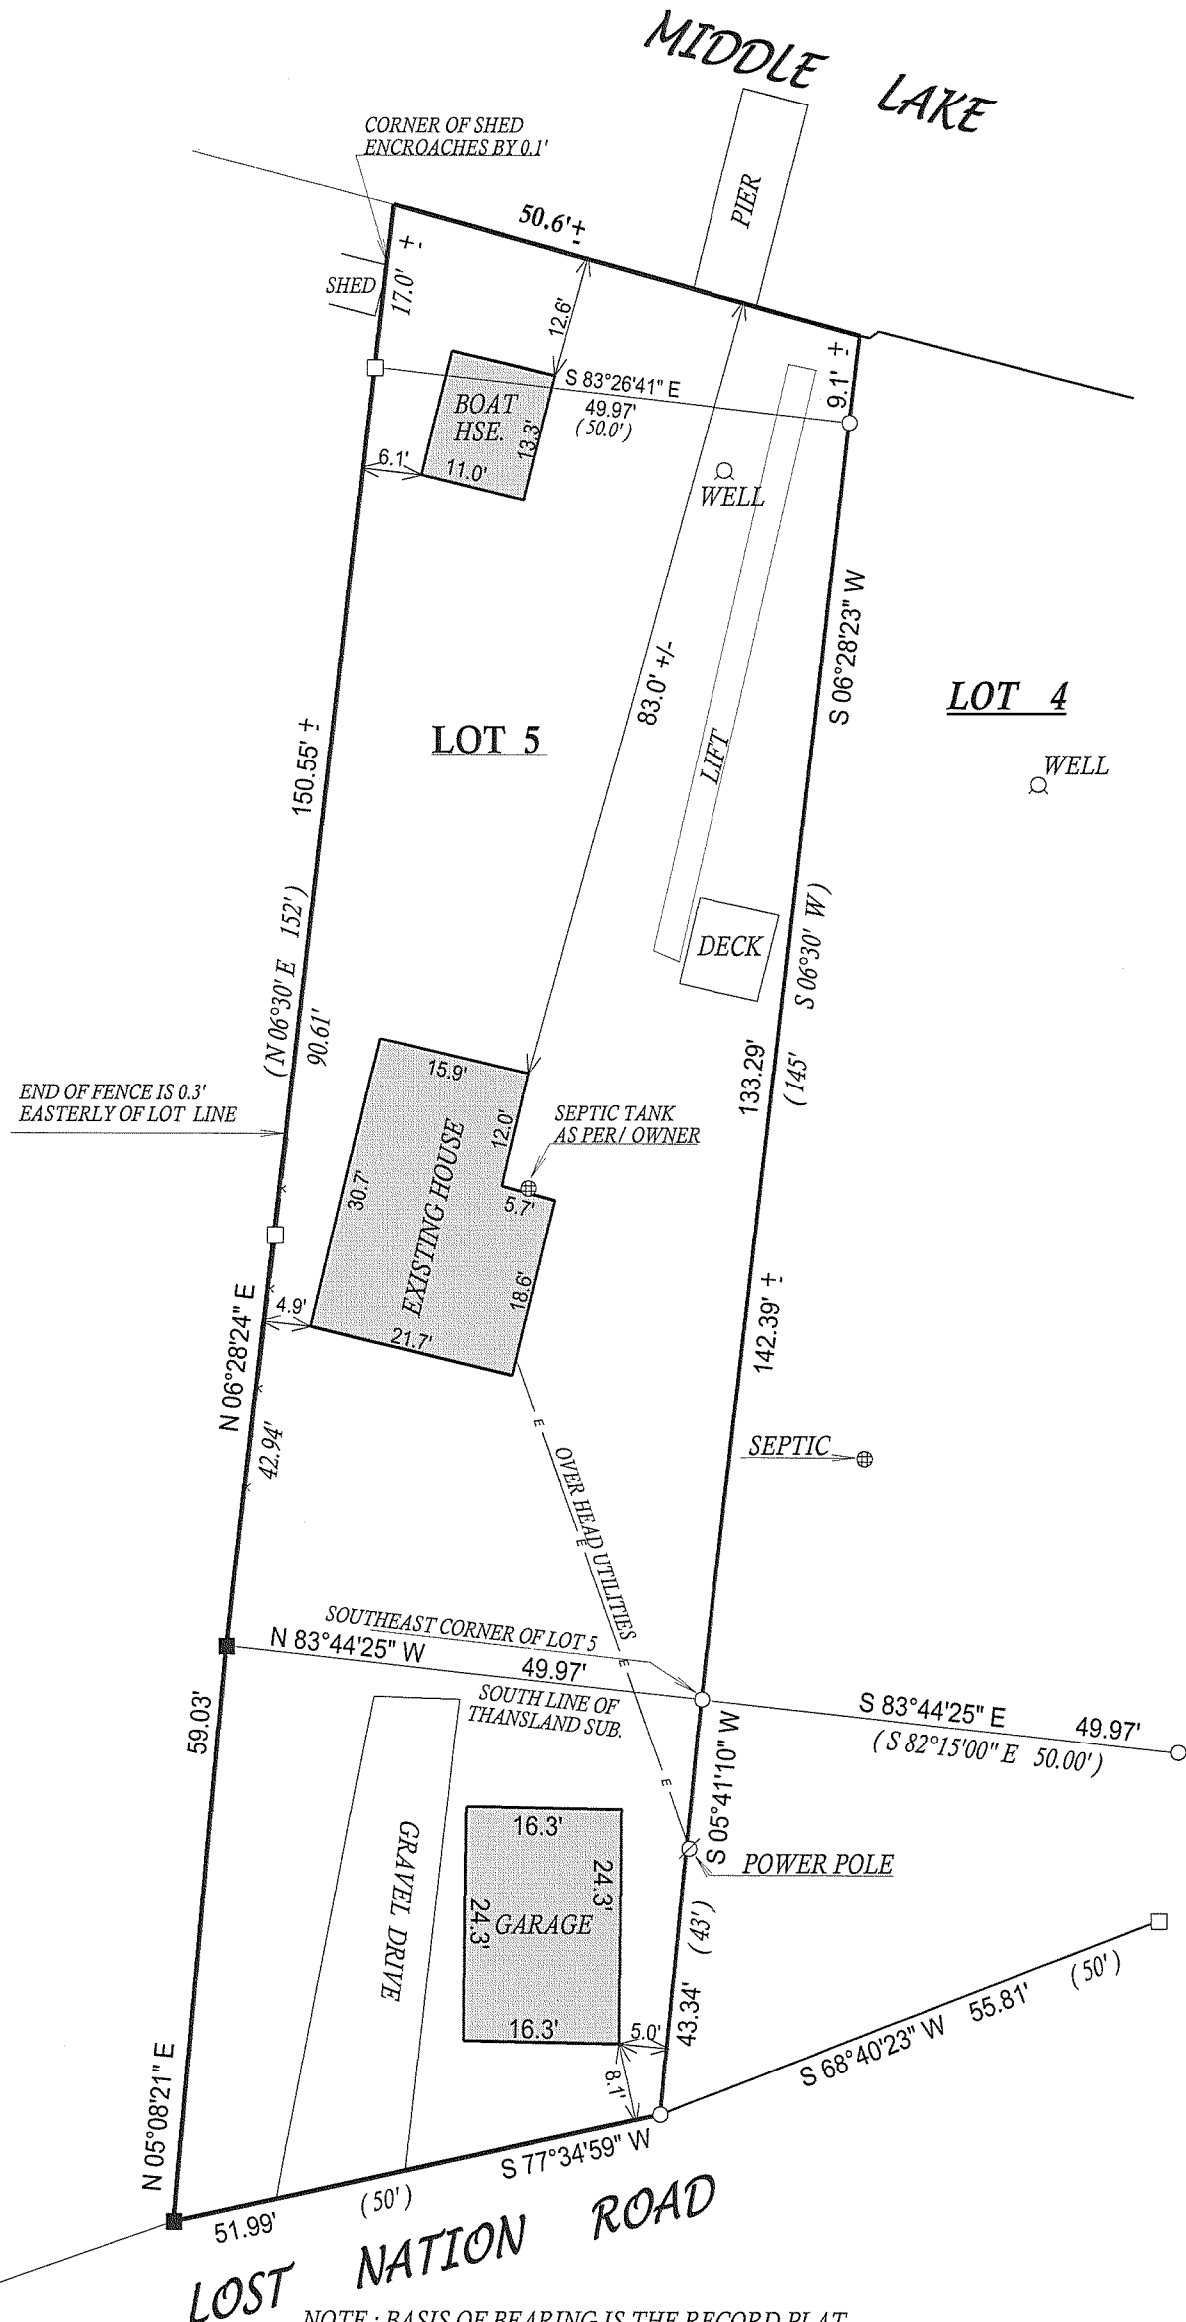 MIDDLE LAKE
CORNER OF SHED
ENCROACHES BY 0.1'
PIER
50.6'±
SHED
17.0' ±
12.6'
9.1' ±
S 83°26'41" E
49.97'
( 50.0' )
BOAT
HSE.
13.3'
6.1'
11.0'
WELL
S 06°28'23" W
83.0' +/-
LOT 4
LOT 5
LIFT
WELL
150.55' ±
( N 06°30' E 152' )
90.61'
DECK
S 06°30' W )
( 145'
133.29'
END OF FENCE IS 0.3'
EASTERLY OF LOT LINE
15.9'
12.0'
SEPTIC TANK
AS PER / OWNER
30.7'
EXISTING HOUSE
5.7'
18.6'
4.9'
21.7'
142.39' ±
N 06°28'24" E
42.94'
E
OVER HEAD UTILITIES
E
SEPTIC
SOUTHEAST CORNER OF LOT 5
N 83°44'25" W
49.97'
E
SOUTH LINE OF
THANSLAND SUB.
S 83°44'25" E 49.97'
( S 82°15'00" E 50.00' )
59.03'
S 05°41'10" W
E
16.3'
GRAVEL DRIVE
24.3'
24.3'
GARAGE
POWER POLE
( 43' )
16.3'
5.0'
43.34'
8.1'
S 68°40'23" W 55.81' ( 50' )
N 05°08'21" E
S 77°34'59" W
( 50' )
51.99'
LOST NATION ROAD
NOTE : BASIS OF BEARING IS THE RECORD PLAT